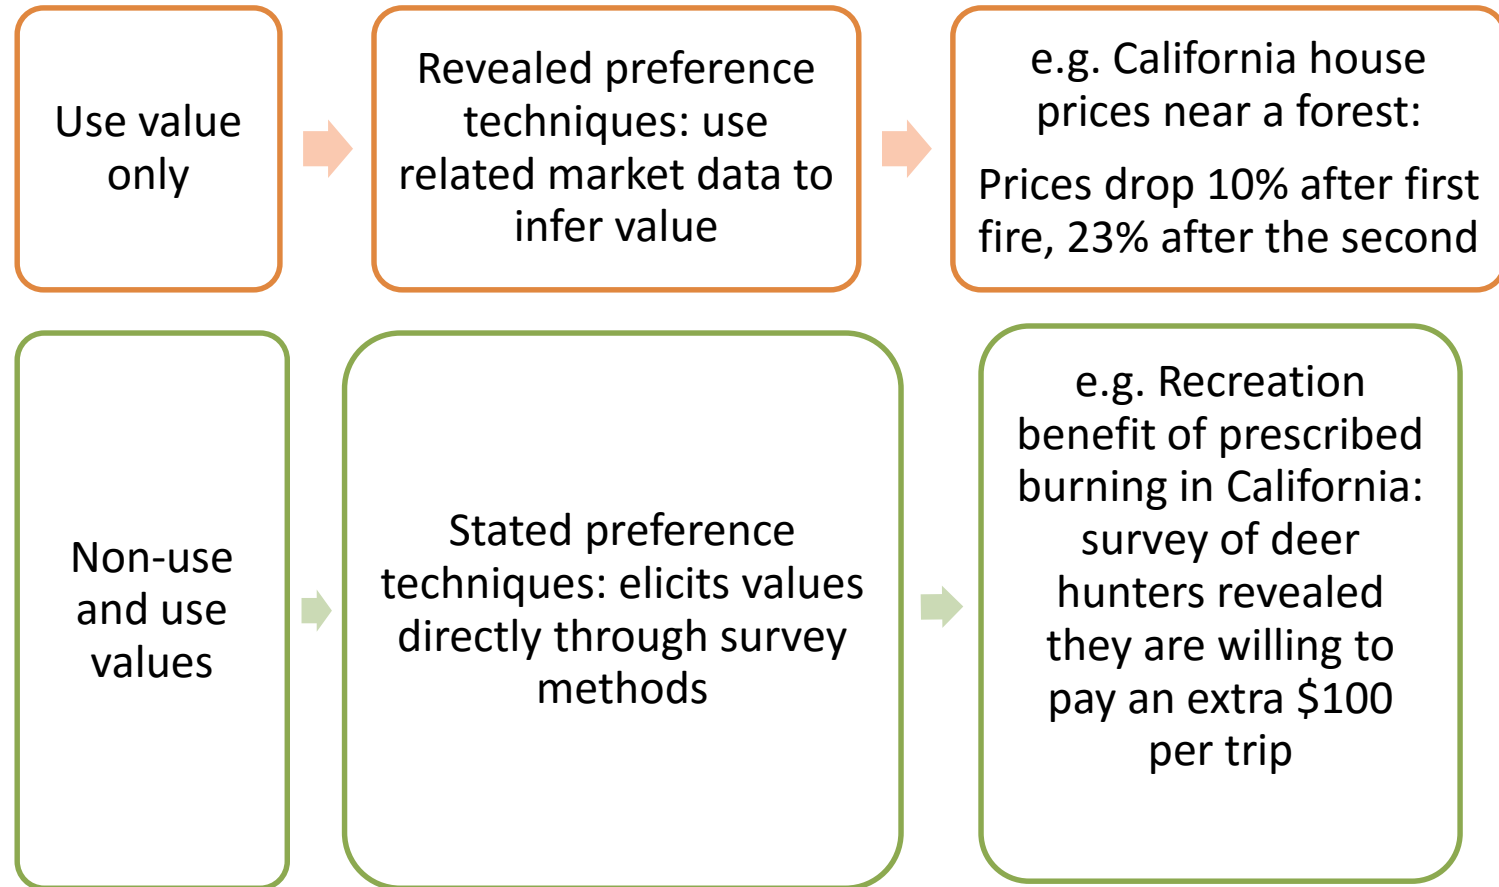 Use value
only
Revealed preference
techniques: use
related market data to
infer value
e.g. California house
prices near a forest:
Prices drop 10% after first
fire, 23% after the second
Non-use
and use
values
Stated preference
techniques: elicits values
directly through survey
methods
e.g. Recreation
benefit of prescribed
burning in California:
survey of deer
hunters revealed
they are willing to
pay an extra $100
per trip